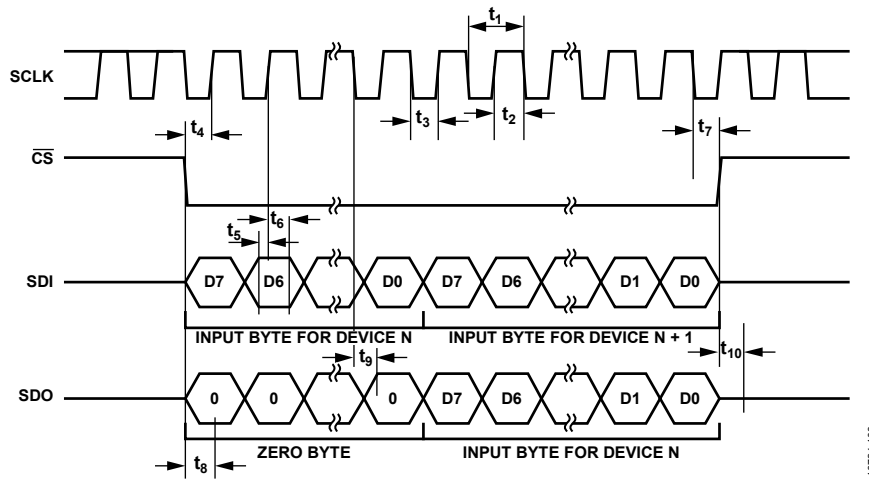 t1
SCLK
t3
t2
t4
t7
CS
t6
t5
SDI
D7
D6
D0
D7
D6
D1
D0
INPUT BYTE FOR DEVICE N
INPUT BYTE FOR DEVICE N + 1
t9
t10
SDO
0
0
0
D7
D6
D1
D0
ZERO BYTE
INPUT BYTE FOR DEVICE N
t8